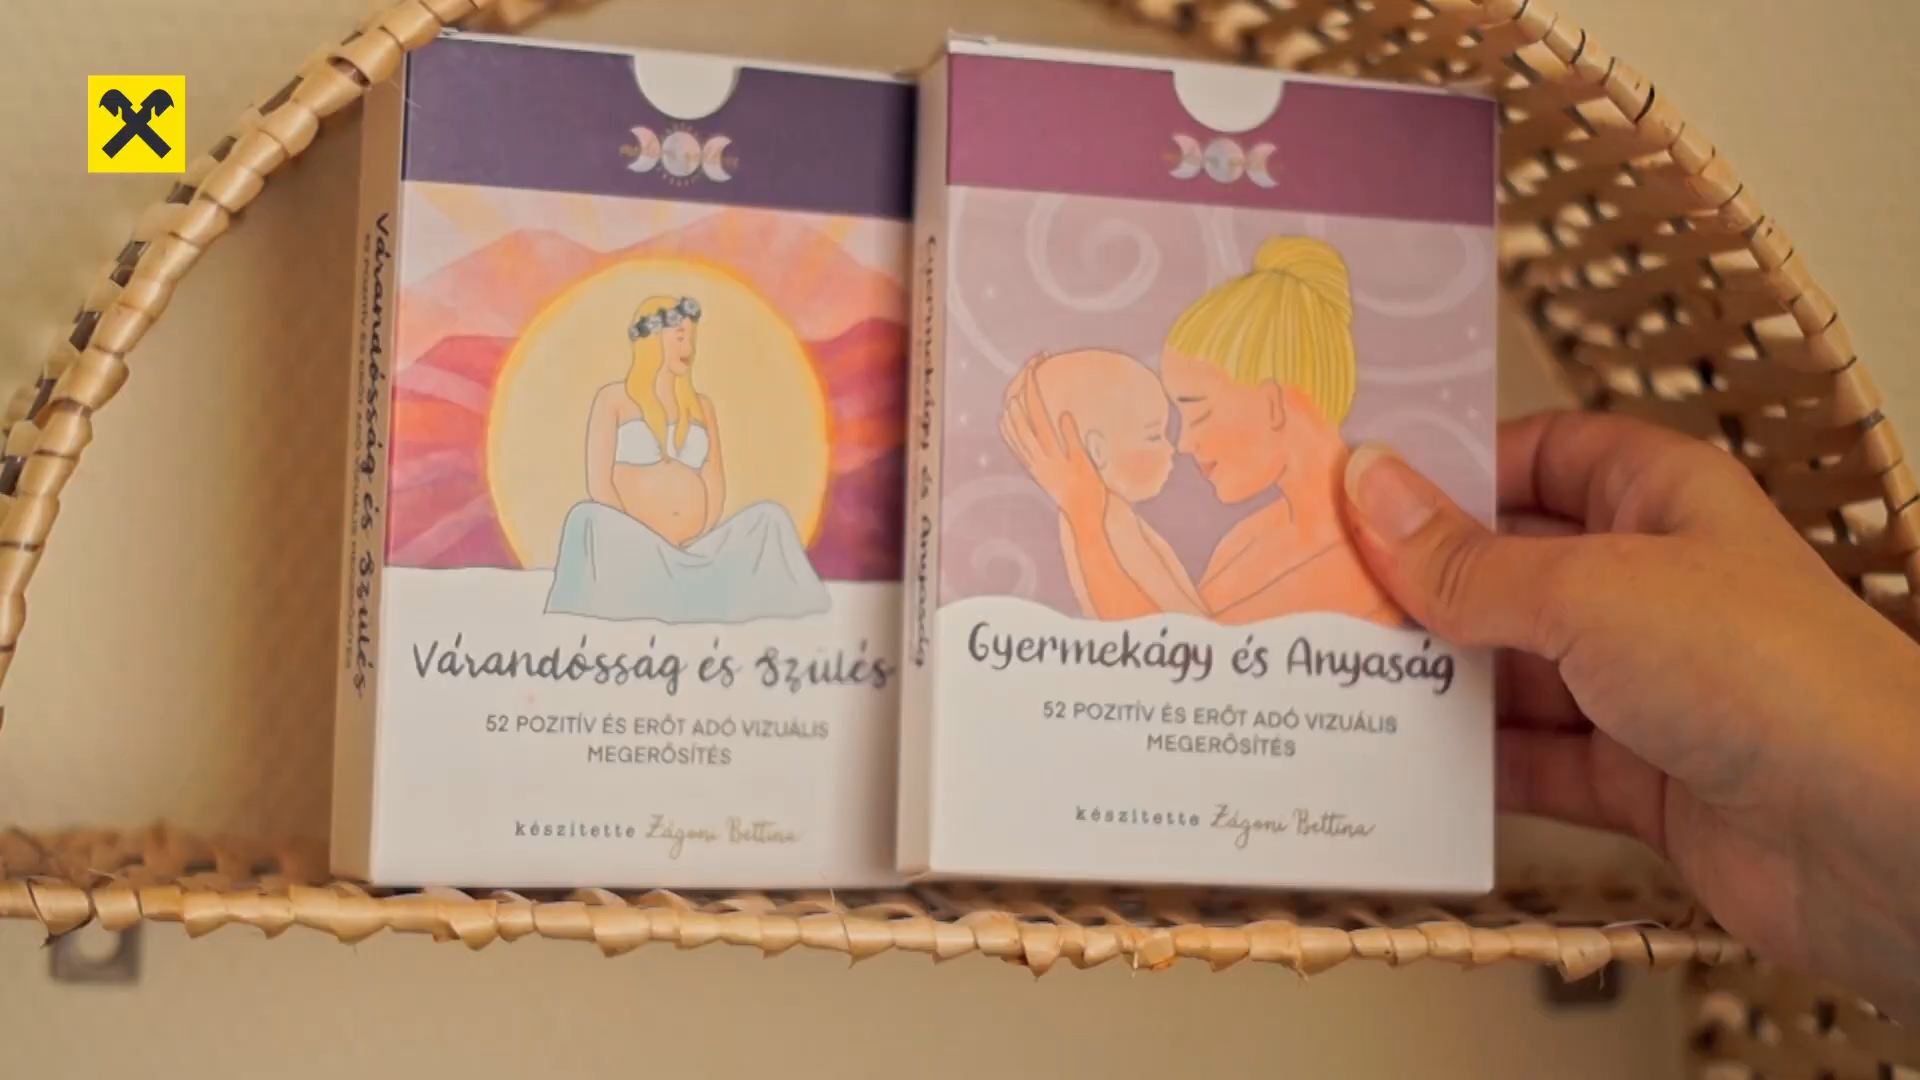 Várandósság és Szülés
Várandósság és Szülés
52 POZITÍV ÉS ERŐT ADÓ VIZUÁLIS
MEGERŐSÍTÉS
készítette Zágoni Bettina
Gyermekágy és Anyaság
Gyermekágy és Anyaság
52 POZITÍV ÉS ERŐT ADÓ VIZUÁLIS
MEGERŐSÍTÉS
készítette Zágoni Bettina